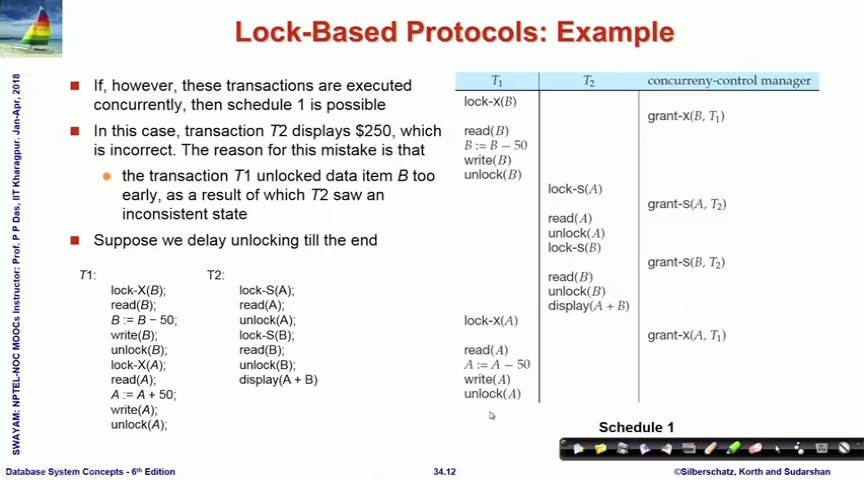 Lock-Based Protocols: Example
SWAYAM: NPTEL-NOC MOOCs Instructor: Prof. P P Das, IIT Kharagpur. Jan-Apr, 2018
If, however, these transactions are executed
concurrently, then schedule 1 is possible
In this case, transaction T2 displays $250, which
is incorrect. The reason for this mistake is that
the transaction T1 unlocked data item B too
early, as a result of which T2 saw an
inconsistent state
Suppose we delay unlocking till the end
T1:
lock-X(B);
read(B);
B := B − 50;
write(B);
unlock(B);
lock-X(A);
read(A);
A := A + 50;
write(A);
unlock(A);
T2:
lock-S(A);
read(A);
unlock(A);
lock-S(B);
read(B);
unlock(B);
display(A + B)
T1 T2 concurreny-control manager
lock-X(B)
grant-X(B, T1)
read(B)
B := B − 50
write(B)
unlock(B)
lock-S(A)
grant-S(A, T2)
read(A)
unlock(A)
lock-S(B)
grant-S(B, T2)
read(B)
unlock(B)
display(A + B)
lock-X(A)
grant-X(A, T1)
read(A)
A := A − 50
write(A)
unlock(A)
Schedule 1
Database System Concepts - 6th Edition
34.12
©Silberschatz, Korth and Sudarshan